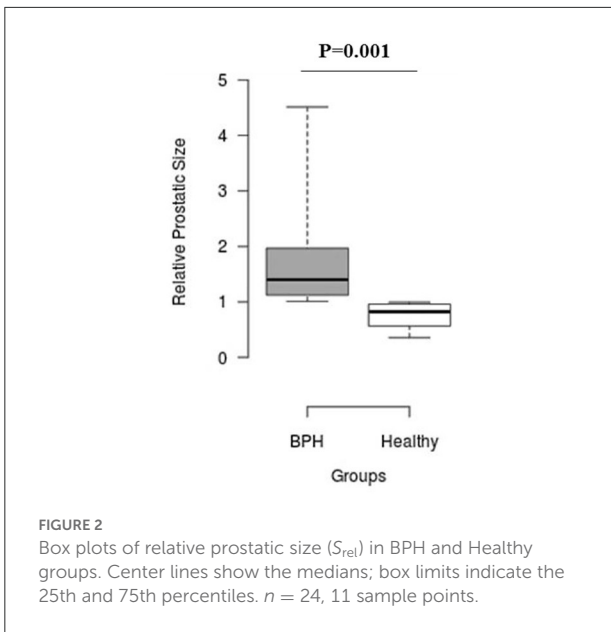 P=0.001
5
4
3
2
1
0
Relative Prostatic Size
BPH Healthy
Groups
FIGURE 2
Box plots of relative prostatic size (Srel) in BPH and Healthy
groups. Center lines show the medians; box limits indicate the
25th and 75th percentiles. n = 24, 11 sample points.